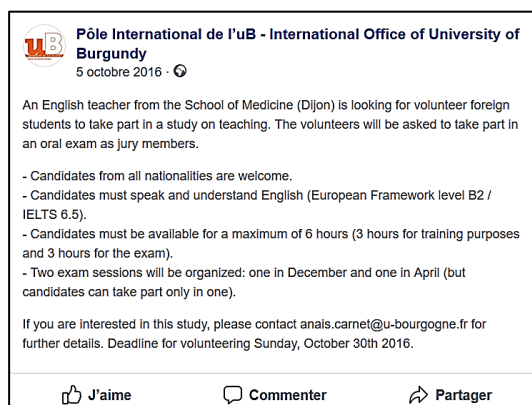 uB
Pôle International de l'uB - International Office of University of
Burgundy
5 octobre 2016 ·
An English teacher from the School of Medicine (Dijon) is looking for volunteer foreign
students to take part in a study on teaching. The volunteers will be asked to take part in
an oral exam as jury members.
- Candidates from all nationalities are welcome.
- Candidates must speak and understand English (European Framework level B2 /
IELTS 6.5).
- Candidates must be available for a maximum of 6 hours (3 hours for training purposes
and 3 hours for the exam).
- Two exam sessions will be organized: one in December and one in April (but
candidates can take part only in one).
If you are interested in this study, please contact anais.carnet@u-bourgogne.fr for
further details. Deadline for volunteering Sunday, October 30th 2016.
J'aime
Commenter
Partager